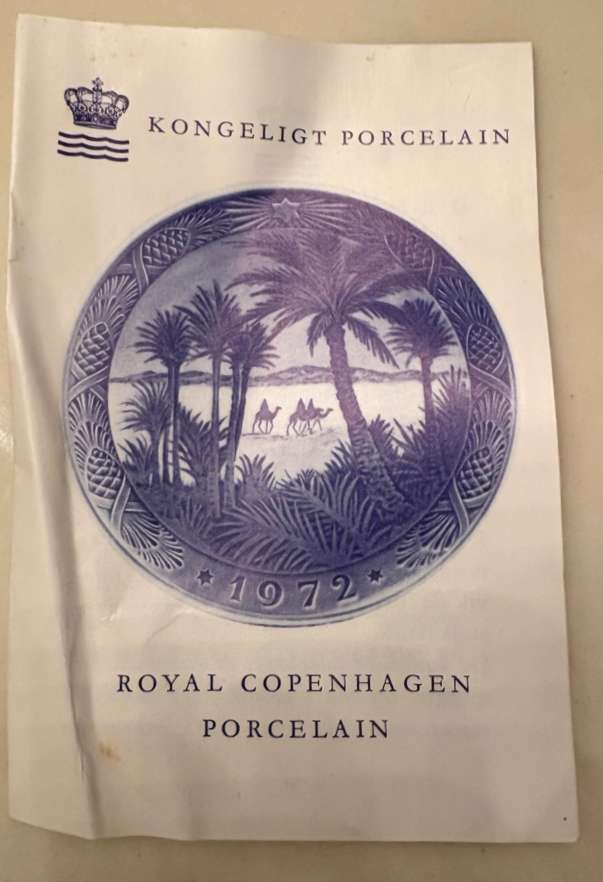 KONGELIGT PORCELAIN
1972
ROYAL COPENHAGEN
PORCELAIN